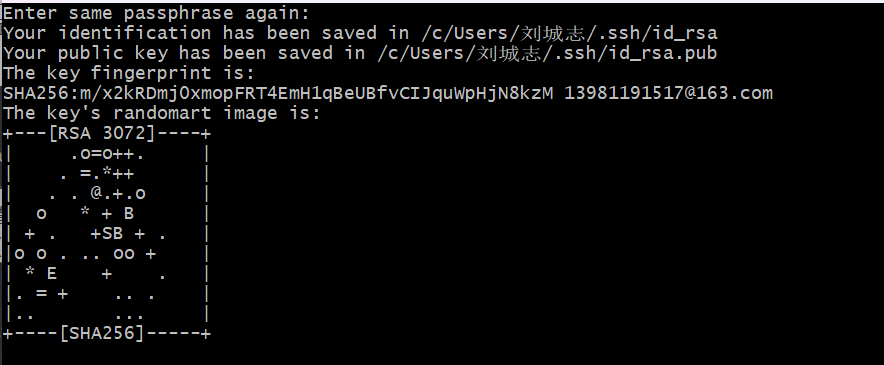 Enter same passphrase again:
Your identification has been saved in /c/Users/刘城志/.ssh/id_rsa
Your public key has been saved in /c/Users/刘城志/.ssh/id_rsa.pub
The key fingerprint is:
SHA256:m/x2kRDmjOxmopFRT4EmH1qBeUBfvCIJquWpHjN8kzM 13981191517@163.com
The key's randomart image is:
+---[RSA 3072]----+
|     .o=o++.     |
|    . =.*++      |
|   . . @.+.o     |
|  o   * + B      |
| + .   +SB + .   |
|o o . .. oo +    |
| * E    +    .   |
|. = +    .. .    |
|..       ...     |
+----[SHA256]-----+